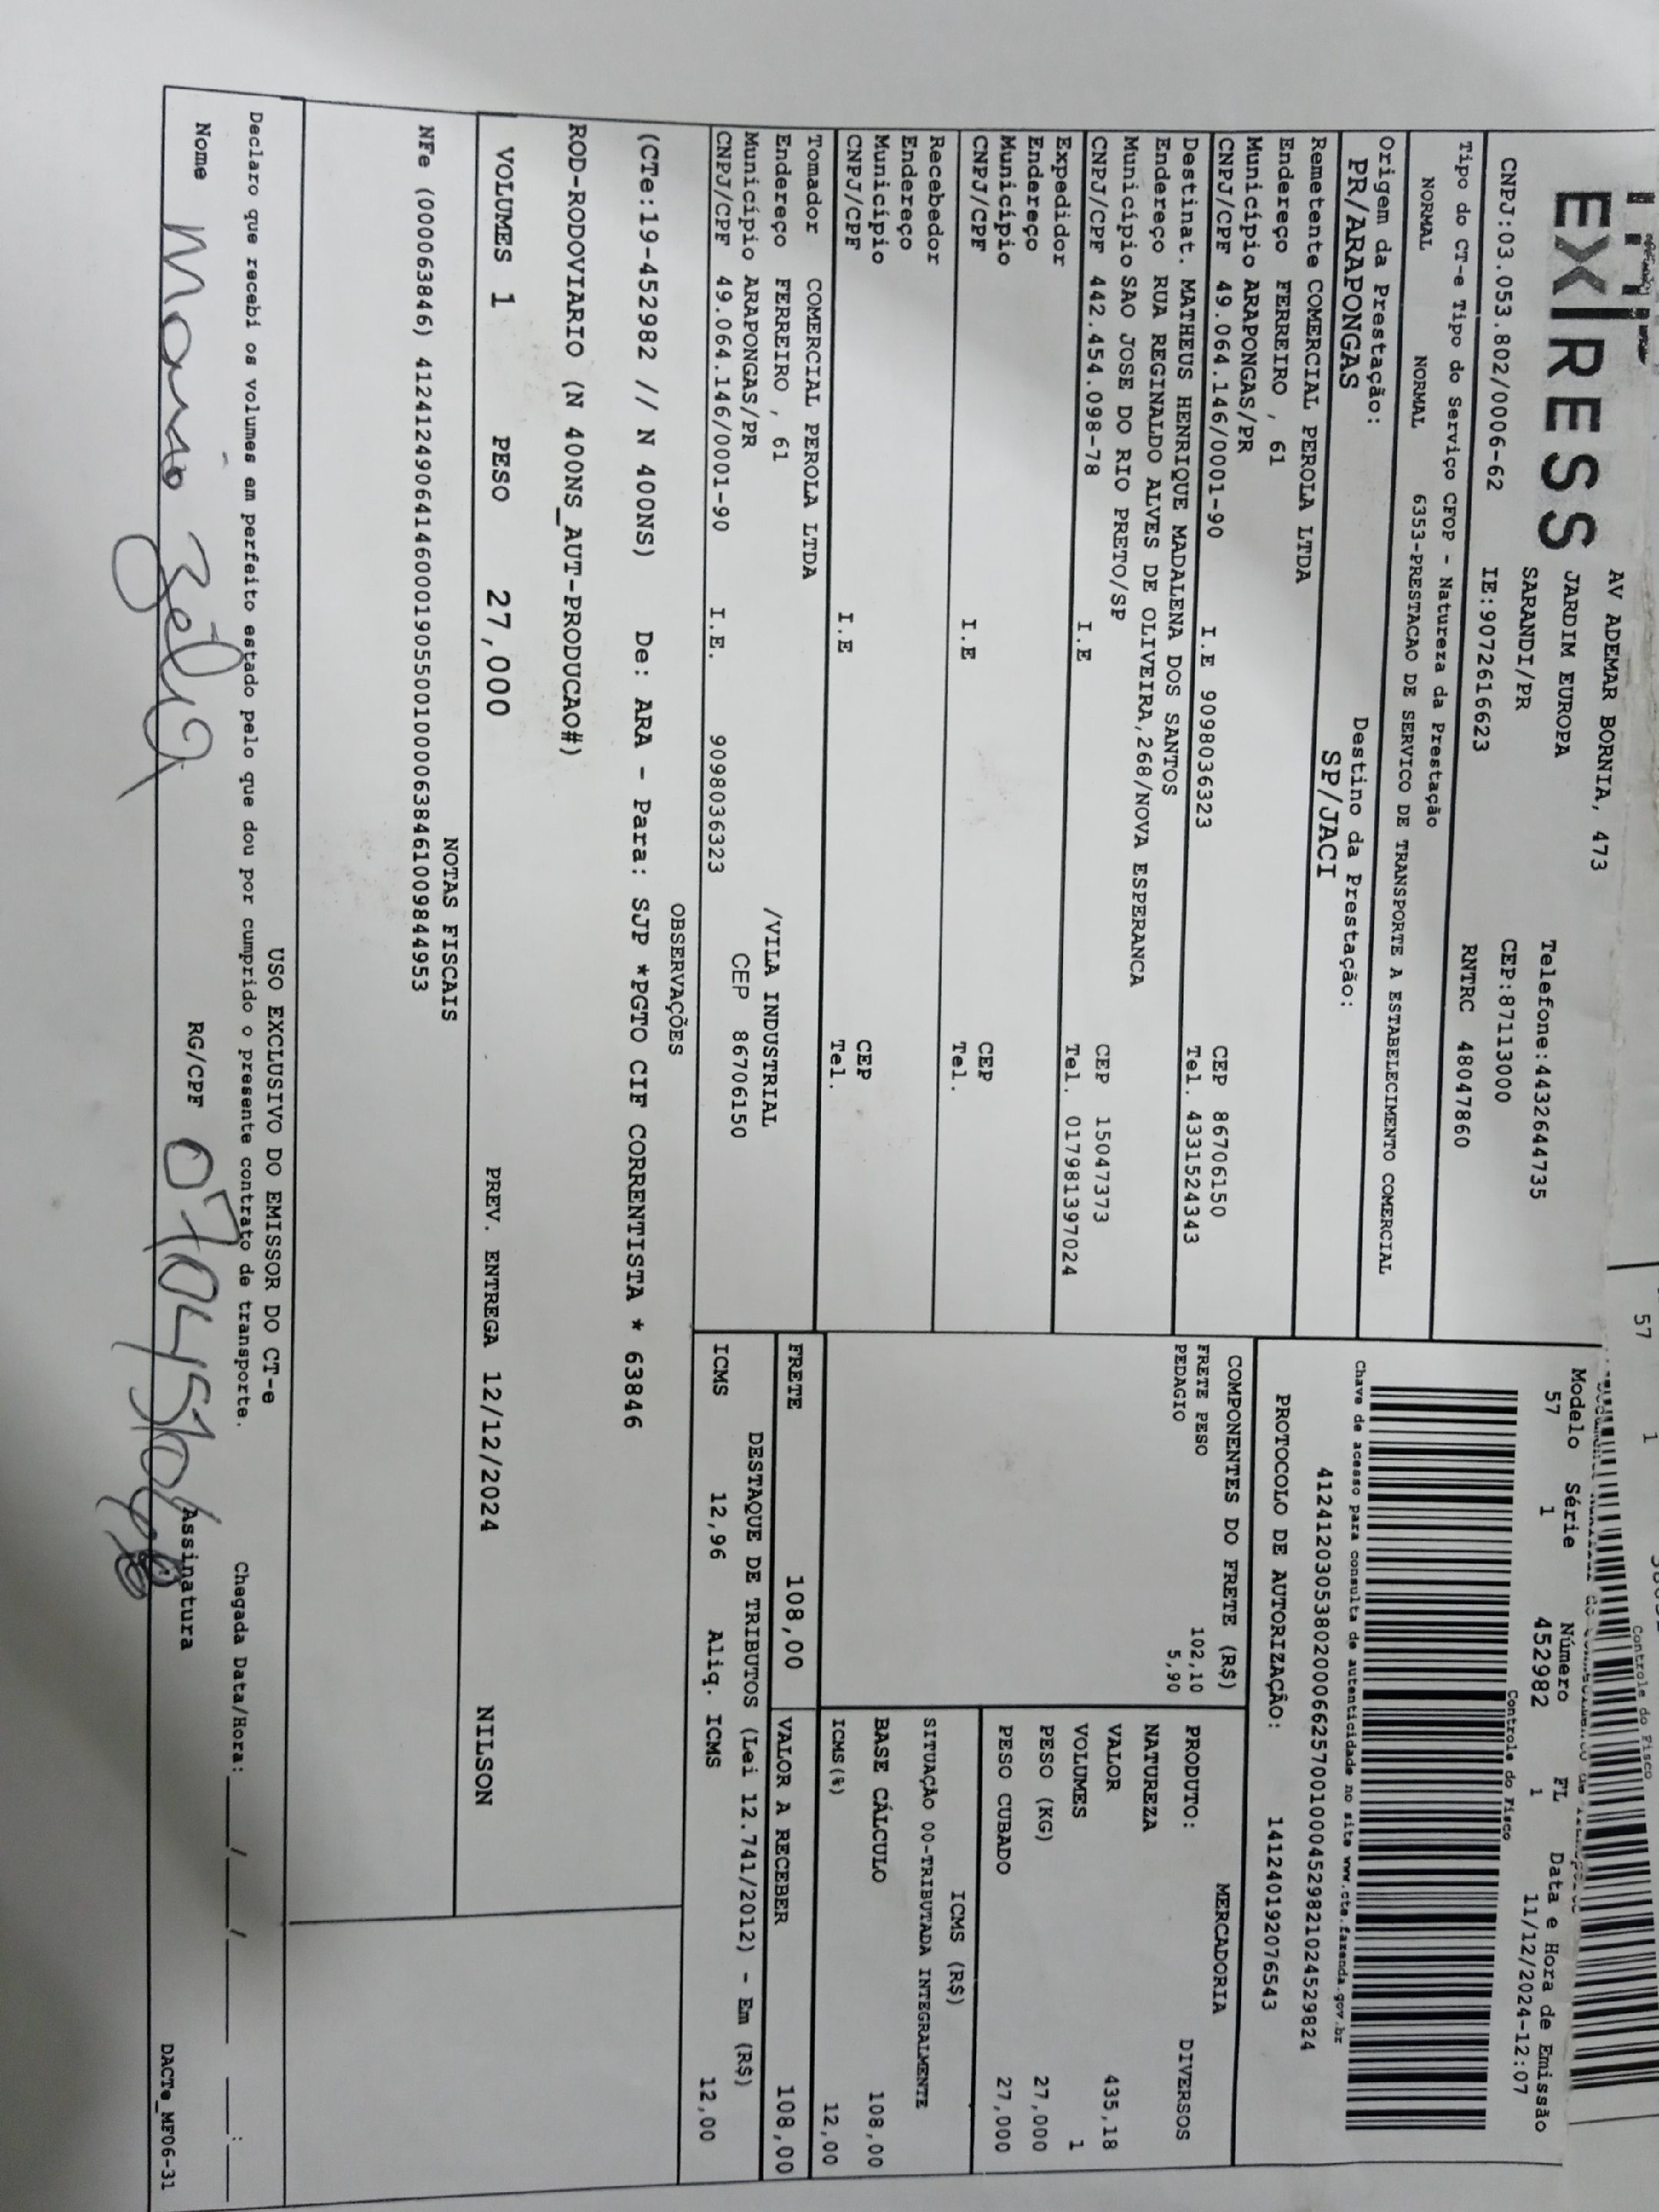 EXPRESS
AV ADEMAR BORNIA, 473
JARDIM EUROPA
SARANDI/PR
Telefone:4432644735
CEP:87113000
CNPJ:03.053.802/0006-62 IE:9072616623 RNTRC 48047860
Tipo do CT-e Tipo do Serviço CFOP - Natureza da Prestação
NORMAL NORMAL 6353-PRESTACAO DE SERVICO DE TRANSPORTE A ESTABELECIMENTO COMERCIAL
Origem da Prestação: Destino da Prestação:
PR/ARAPONGAS SP/JACI
57 1
Controle do Fisco
Modelo Série Número FL Data e Hora de Emissão
57 1 452982 1 11/12/2024-12:07
Controle do Fisco
Chave de acesso para consulta de autenticidade no site www.cte.fazenda.gov.br
41241203053802000662570010004529821024529824
PROTOCOLO DE AUTORIZAÇÃO: 141240192076543
Remetente COMERCIAL PEROLA LTDA
Endereço FERREIRO , 61
Município ARAPONGAS/PR CEP 86706150
CNPJ/CPF 49.064.146/0001-90 I.E 9098036323 Tel. 4331524343
Destinat. MATHEUS HENRIQUE MADALENA DOS SANTOS
Endereço RUA REGINALDO ALVES DE OLIVEIRA,268/NOVA ESPERANCA
Município SAO JOSE DO RIO PRETO/SP CEP 15047373
CNPJ/CPF 442.454.098-78 I.E Tel. 017981397024
Expedidor
Endereço
Município CEP
CNPJ/CPF I.E Tel.
Recebedor
Endereço
Município CEP
CNPJ/CPF I.E Tel.
Tomador COMERCIAL PEROLA LTDA
Endereço FERREIRO , 61 /VILA INDUSTRIAL
Município ARAPONGAS/PR CEP 86706150
CNPJ/CPF 49.064.146/0001-90 I.E. 9098036323
COMPONENTES DO FRETE (R$)
FRETE PESO 102,10
PEDAGIO 5,90
MERCADORIA
PRODUTO: DIVERSOS
NATUREZA
VALOR 435,18
VOLUMES 1
PESO (KG) 27,000
PESO CUBADO 27,000
ICMS (R$)
SITUAÇÃO 00-TRIBUTADA INTEGRALMENTE
BASE CÁLCULO 108,00
ICMS(%) 12,00
FRETE 108,00 VALOR A RECEBER 108,00
DESTAQUE DE TRIBUTOS (Lei 12.741/2012) - Em (R$)
ICMS 12,96 Aliq. ICMS 12,00
OBSERVAÇÕES
(CTe:19-452982 // N 400NS) De: ARA - Para: SJP *PGTO CIF CORRENTISTA * 63846
ROD-RODOVIARIO (N 400NS_AUT-PRODUCAO#)
VOLUMES 1 PESO 27,000 PREV. ENTREGA 12/12/2024 NILSON
NOTAS FISCAIS
NFe (000063846) 41241249064146000190550010000638461009844953
USO EXCLUSIVO DO EMISSOR DO CT-e
Declaro que recebi os volumes em perfeito estado pelo que dou por cumprido o presente contrato de transporte. Chegada Data/Hora:____/____/______ ___:___
Nome RG/CPF Assinatura
DACTe_MF06-31